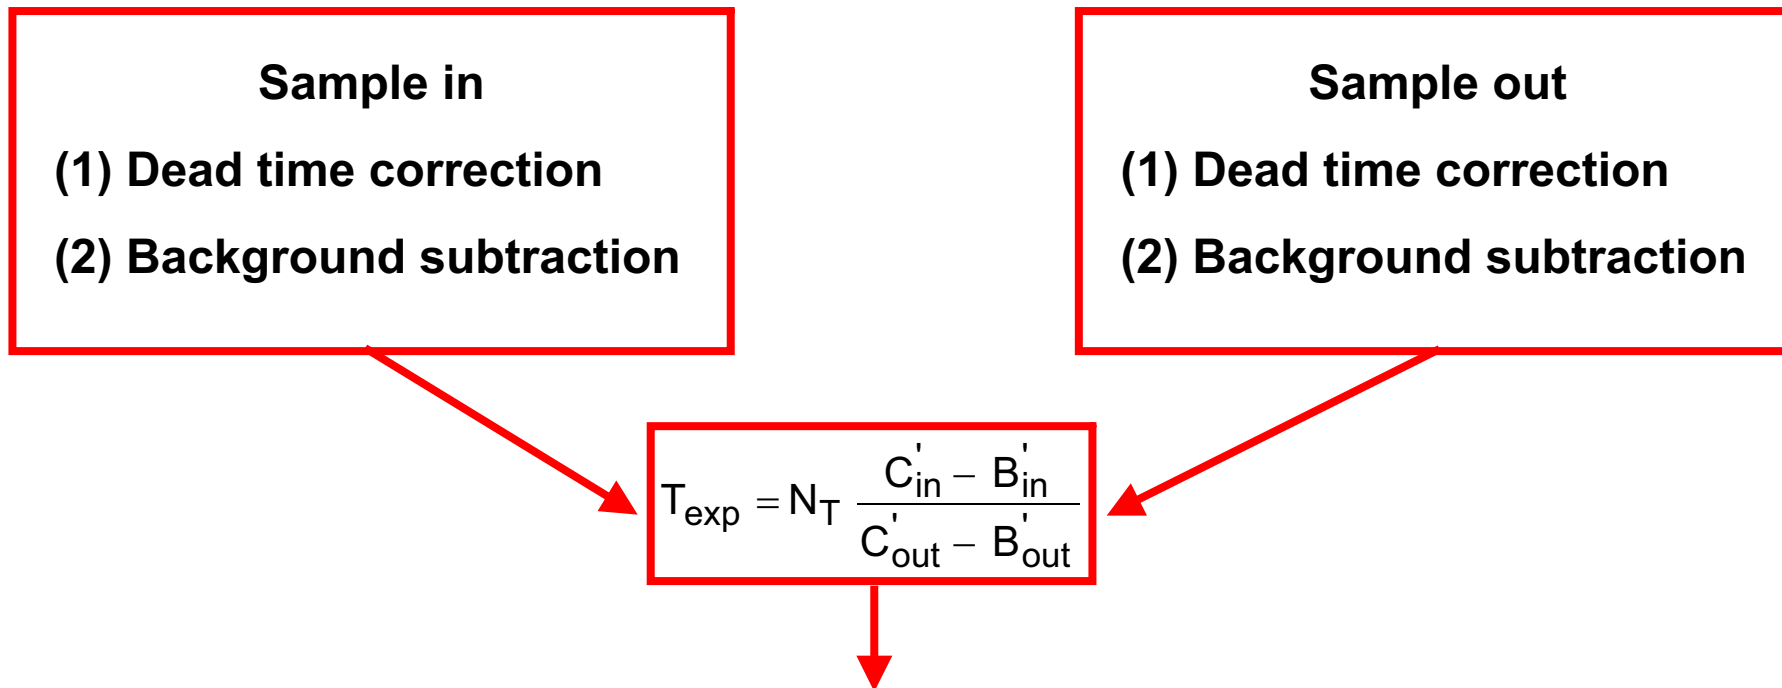 Sample in
(1) Dead time correction
(2) Background subtraction
Sample out
(1) Dead time correction
(2) Background subtraction
T_exp = N_T (C'_in − B'_in) / (C'_out − B'_out)